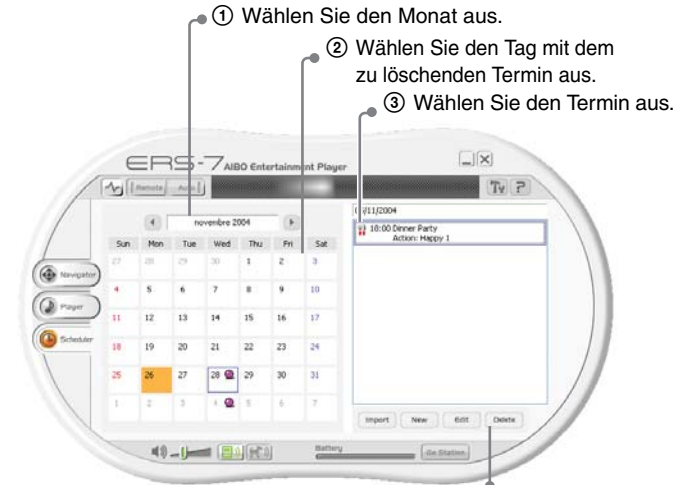 ① Wählen Sie den Monat aus.
② Wählen Sie den Tag mit dem
zu löschenden Termin aus.
③ Wählen Sie den Termin aus.
ERS-7 AIBO Entertainment Player
Remote Auto
Tv ?
novembre 2004
/11/2004
Sun Mon Tue Wed Thu Fri Sat
27 28 29 30 1 2 3
4 5 6 7 8 9 10
11 12 13 14 15 16 17
18 19 20 21 22 23 24
25 26 27 28 29 30 31
1 2 3 4 5 6 7
18:00 Dinner Party
Action: Happy 1
Navigator
Player
Scheduler
Import New Edit Delete
Battery
Go Station